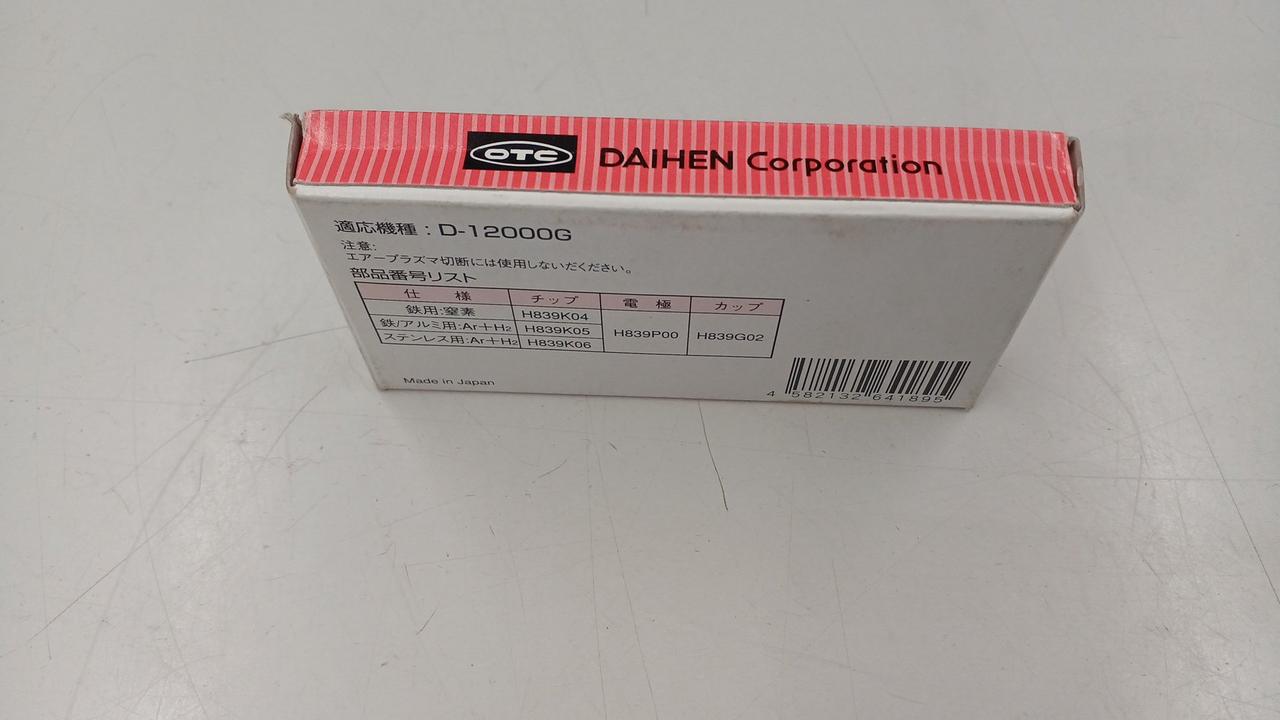 OTC DAIHEN Corporation
適応機種：D-12000G
注意:
エアープラズマ切断には使用しないだください。
部品番号リスト
仕 様 チップ 電 極 カップ
鉄用:窒素 H839K04 H839P00 H839G02
鉄/アルミ用:Ar+H2 H839K05
ステンレス用:Ar+H2 H839K06
Made in Japan
4 582132 641895